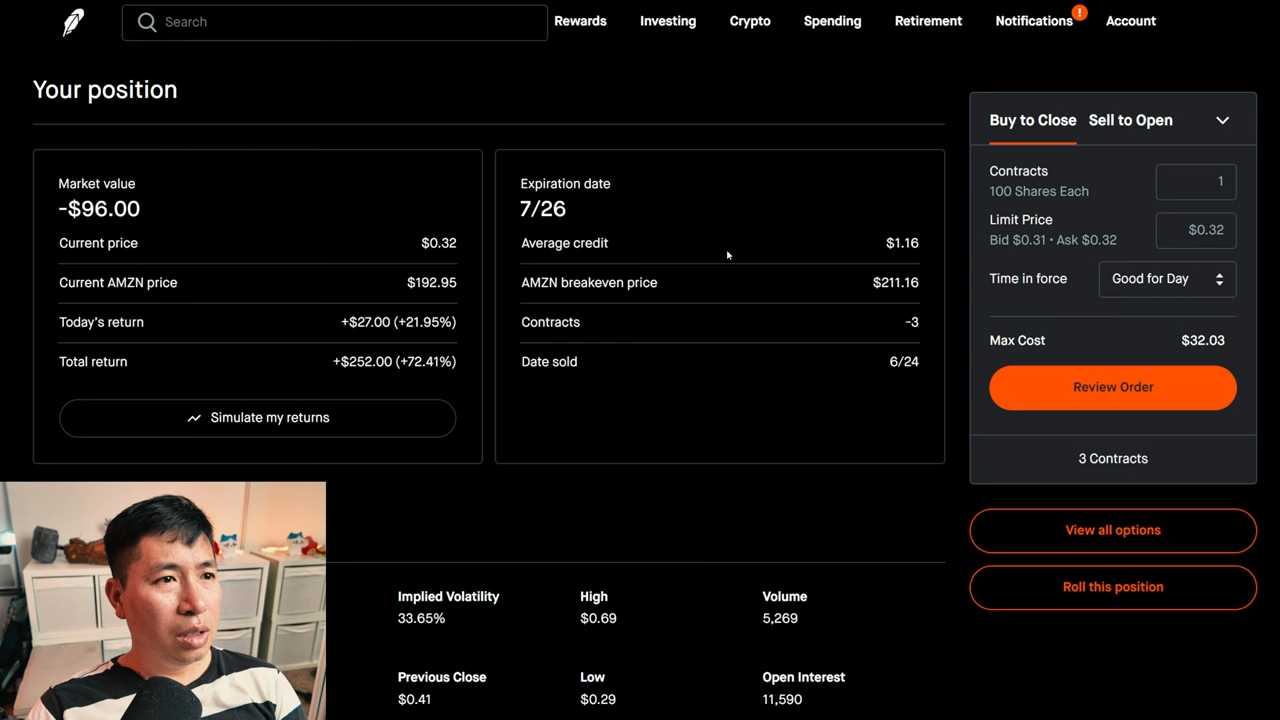 Search
Rewards
Investing
Crypto
Spending
Retirement
Notifications
!
Account
Your position
Market value
-$96.00
Current price
$0.32
Current AMZN price
$192.95
Today's return
+$27.00 (+21.95%)
Total return
+$252.00 (+72.41%)
Simulate my returns
Expiration date
7/26
Average credit
$1.16
AMZN breakeven price
$211.16
Contracts
-3
Date sold
6/24
Buy to Close
Sell to Open
Contracts
100 Shares Each
1
Limit Price
Bid $0.31 • Ask $0.32
$0.32
Time in force
Good for Day
Max Cost
$32.03
Review Order
3 Contracts
View all options
Roll this position
Implied Volatility
33.65%
High
$0.69
Volume
5,269
Previous Close
$0.41
Low
$0.29
Open Interest
11,590